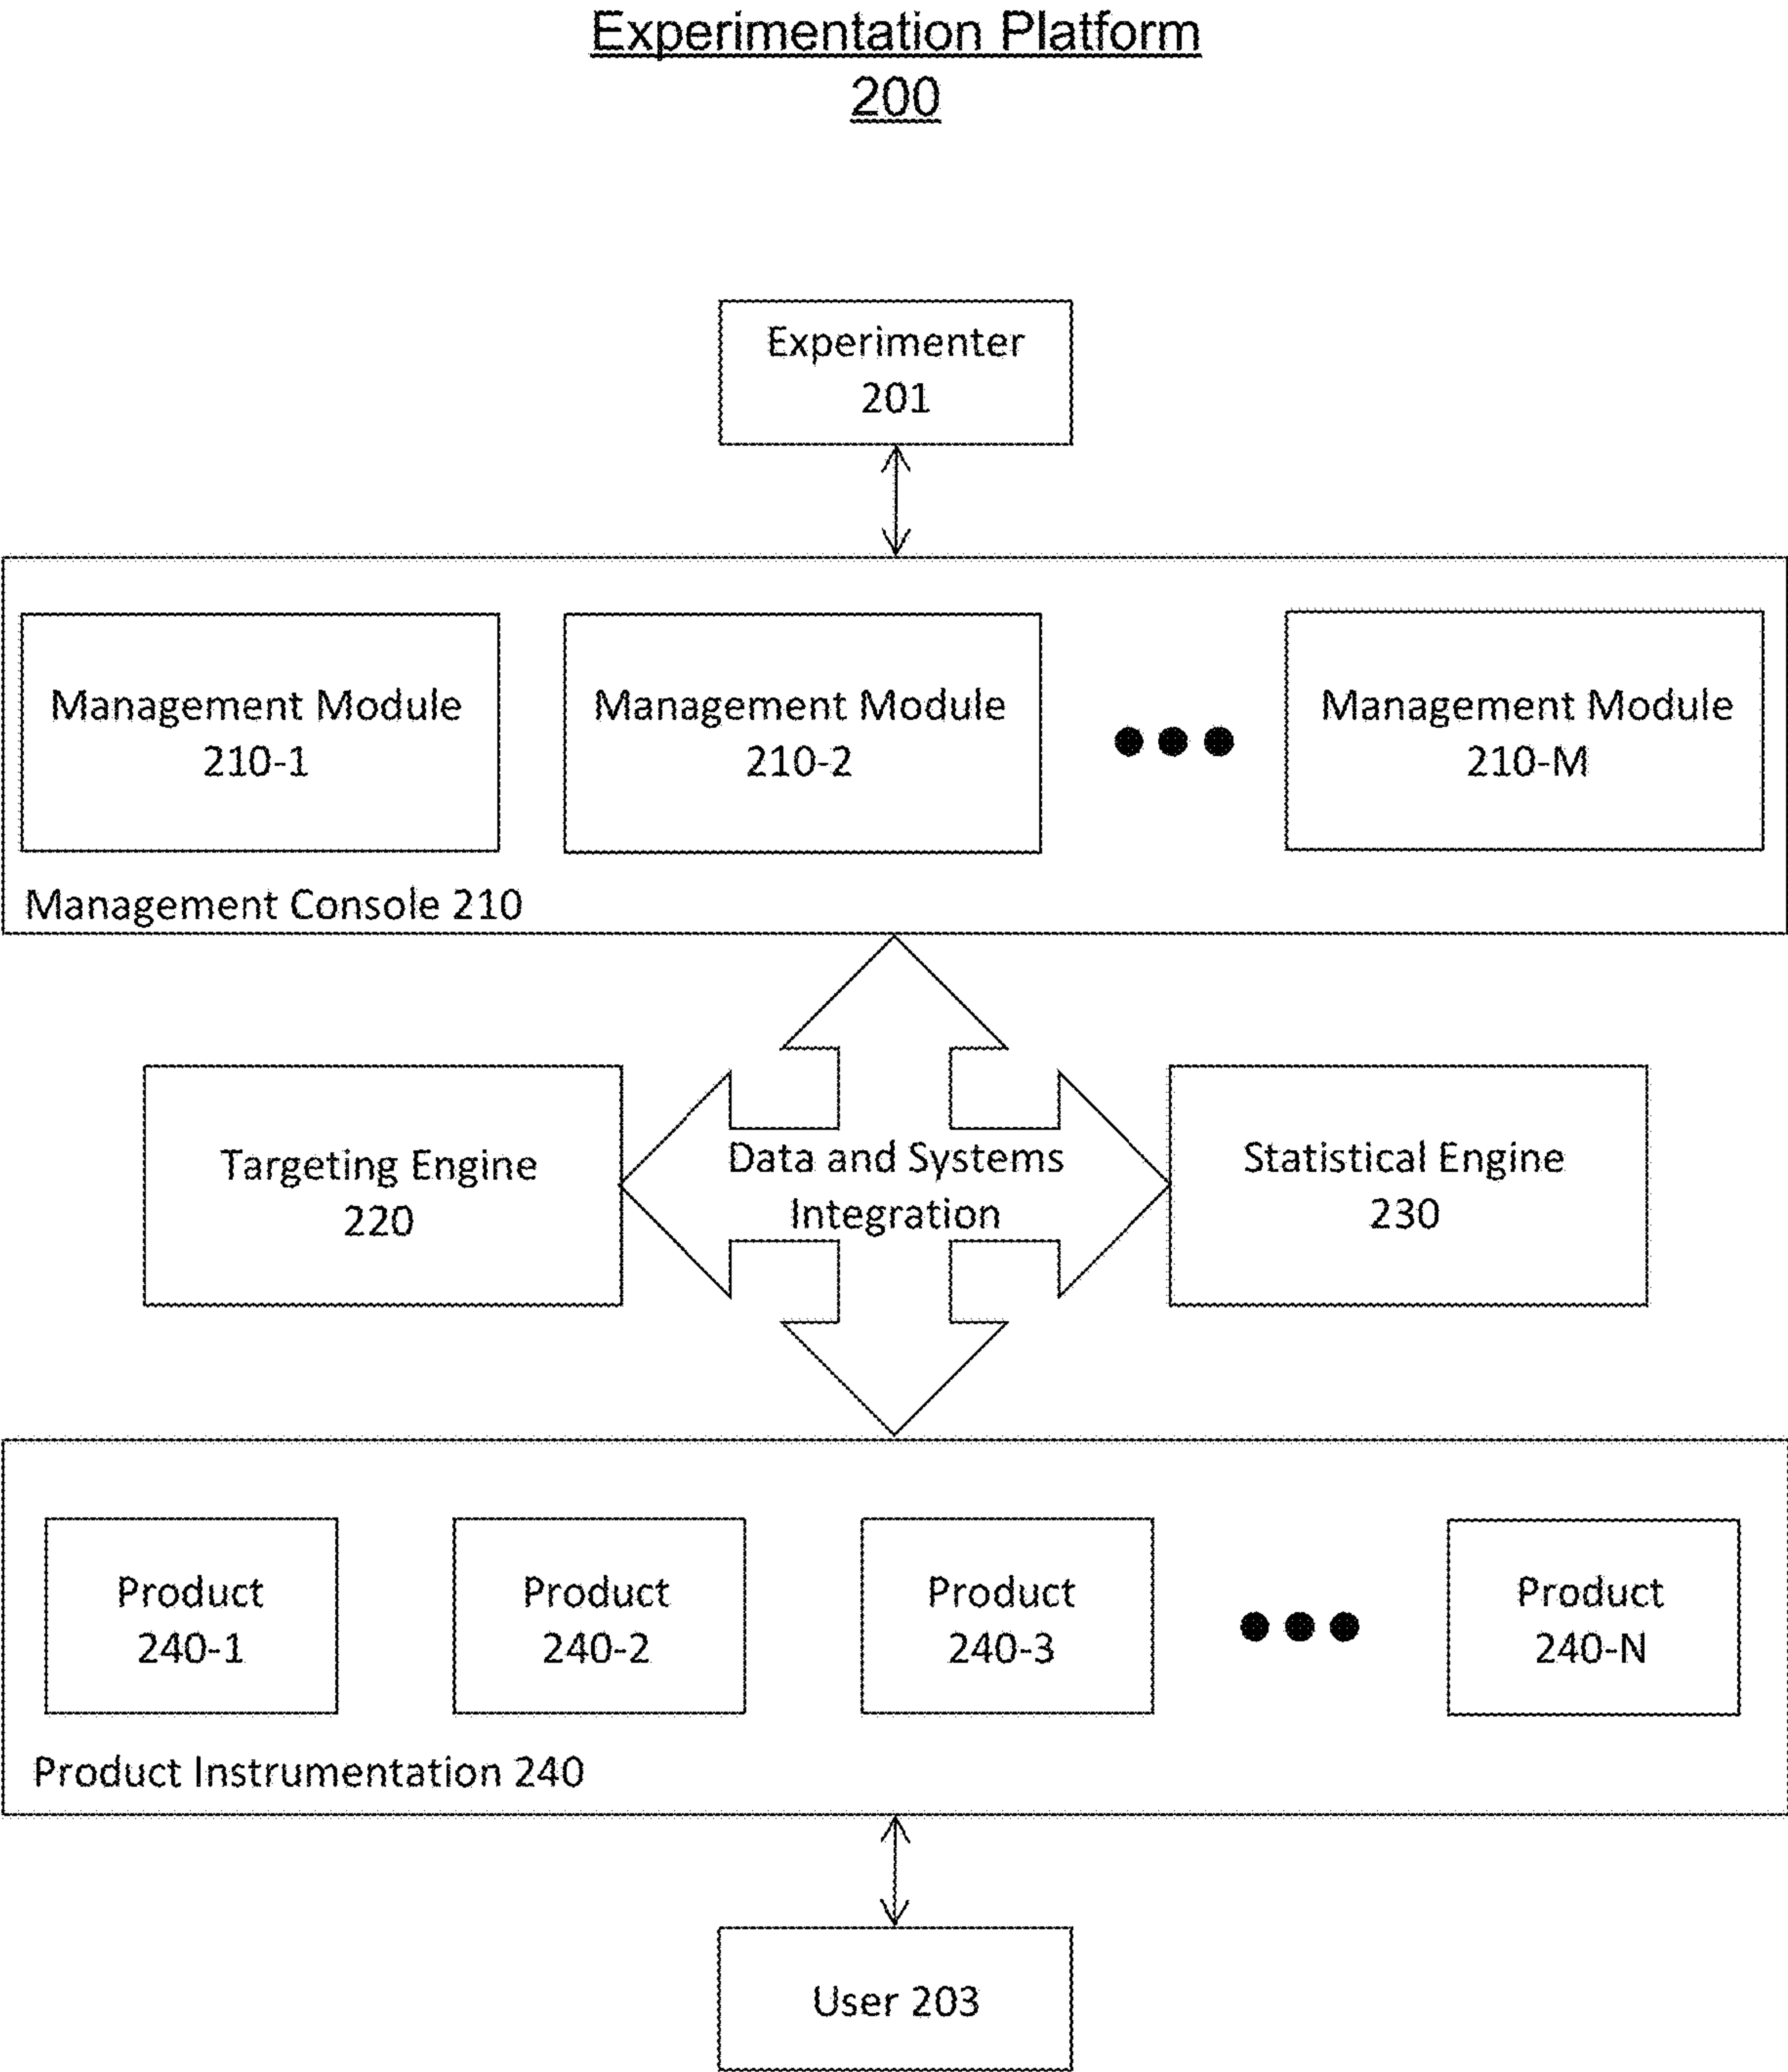 Experimentation Platform
200
Experimenter
201
Management Module
210-1
Management Module
210-2
Management Module
210-M
Management Console 210
Targeting Engine
220
Data and Systems
Integration
Statistical Engine
230
Product
240-1
Product
240-2
Product
240-3
Product
240-N
Product Instrumentation 240
User 203